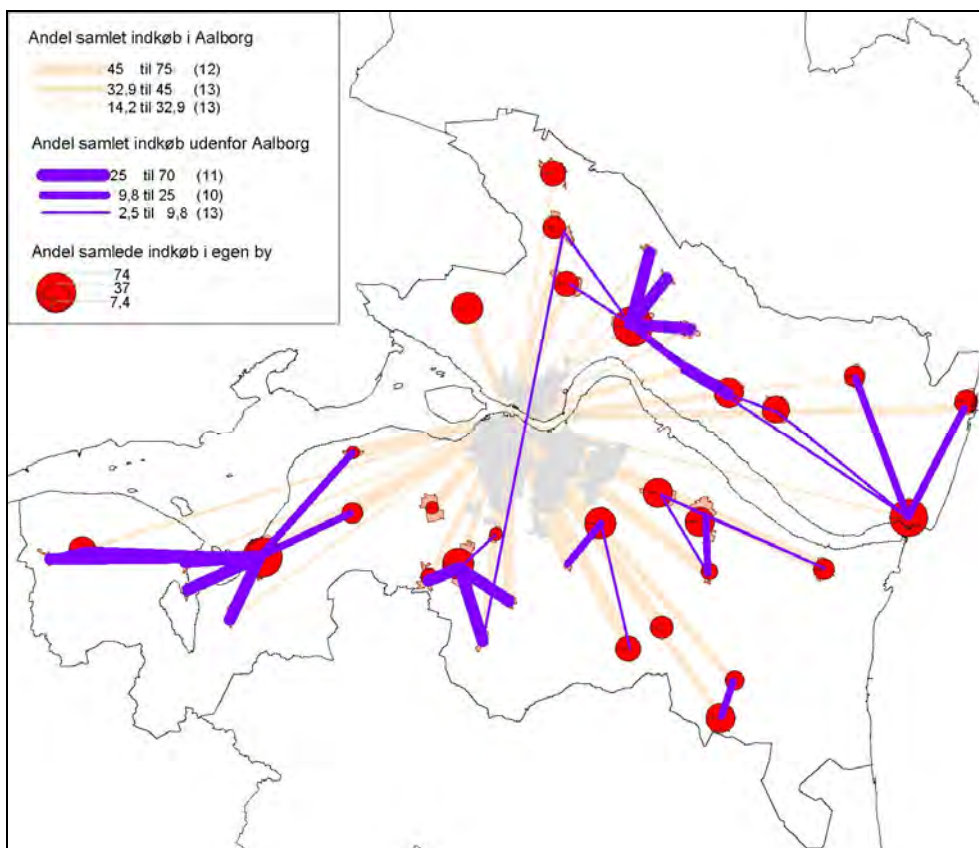 Andel samlet indkøb i Aalborg
45 til 75 (12)
32,9 til 45 (13)
14,2 til 32,9 (13)
Andel samlet indkøb udenfor Aalborg
25 til 70 (11)
9,8 til 25 (10)
2,5 til 9,8 (13)
Andel samlede indkøb i egen by
74
37
7,4